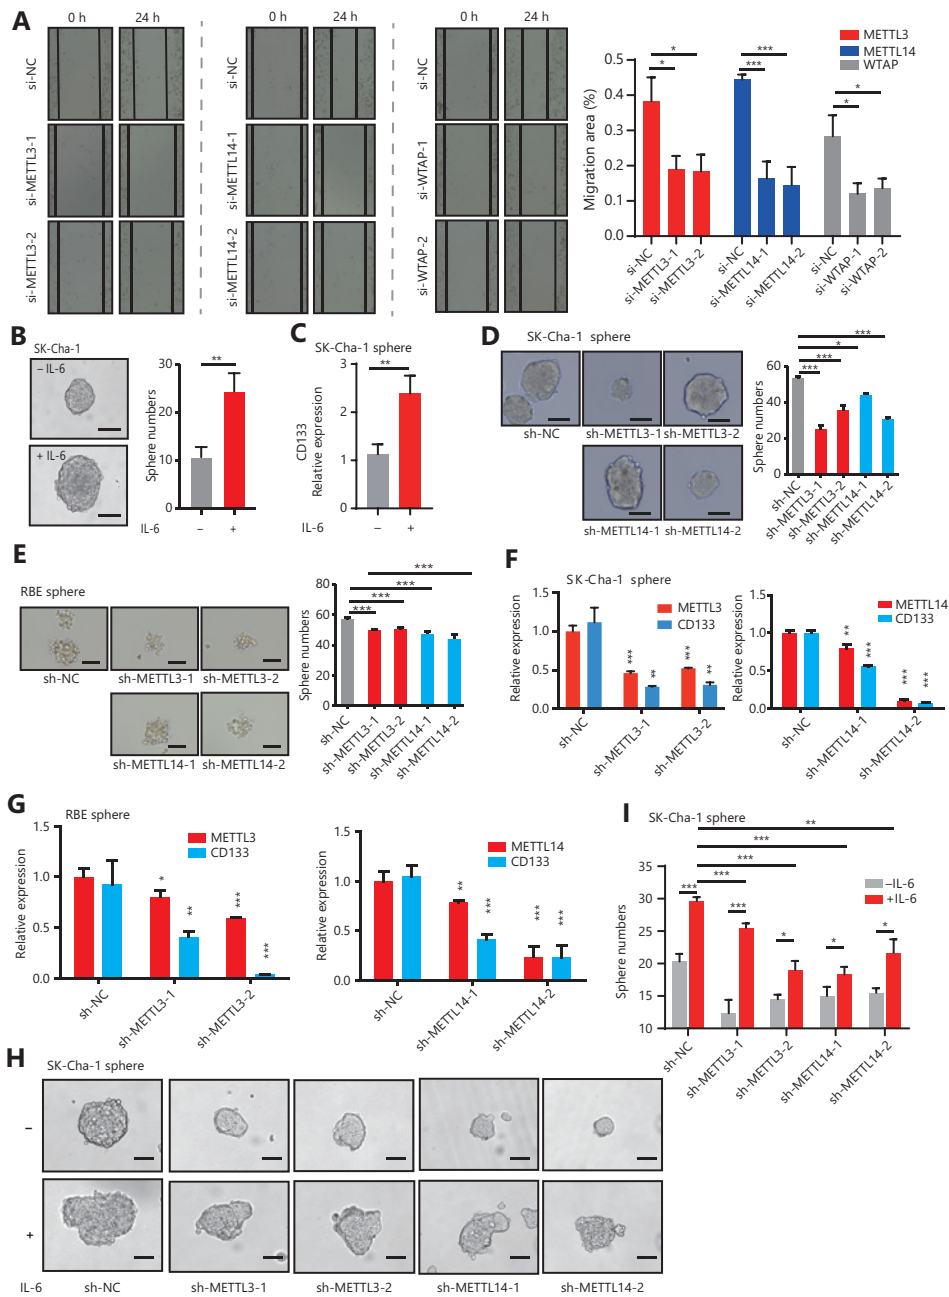 A
0 h
24 h
0 h
24 h
0 h
24 h
si-NC
si-METTL3-1
si-METTL3-2
si-NC
si-METTL14-1
si-METTL14-2
si-NC
si-WTAP-1
si-WTAP-2
METTL3
METTL14
WTAP
Migration area (%)
0.5
0.4
0.3
0.2
0.1
0.0
*
*
***
***
*
*
si-NC
si-METTL3-1
si-METTL3-2
si-NC
si-METTL14-1
si-METTL14-2
si-NC
si-WTAP-1
si-WTAP-2
B
SK-Cha-1
– IL-6
+ IL-6
Sphere numbers
30
20
10
0
**
IL-6
–
+
C
SK-Cha-1 sphere
CD133
Relative expression
3
2
1
0
**
IL-6
–
+
D
SK-Cha-1 sphere
sh-NC
sh-METTL3-1
sh-METTL3-2
sh-METTL14-1
sh-METTL14-2
Sphere numbers
60
40
20
0
***
*
***
***
sh-NC
sh-METTL3-1
sh-METTL3-2
sh-METTL14-1
sh-METTL14-2
E
RBE sphere
sh-NC
sh-METTL3-1
sh-METTL3-2
sh-METTL14-1
sh-METTL14-2
Sphere numbers
80
60
40
20
0
***
***
***
***
sh-NC
sh-METTL3-1
sh-METTL3-2
sh-METTL14-1
sh-METTL14-2
F
SK-Cha-1 sphere
Relative expression
1.5
1.0
0.5
0.0
METTL3
CD133
***
**
***
**
sh-NC
sh-METTL3-1
sh-METTL3-2
Relative expression
1.5
1.0
0.5
0.0
METTL14
CD133
**
***
***
***
sh-NC
sh-METTL14-1
sh-METTL14-2
G
RBE sphere
Relative expression
1.5
1.0
0.5
0.0
METTL3
CD133
*
**
***
***
sh-NC
sh-METTL3-1
sh-METTL3-2
Relative expression
1.5
1.0
0.5
0.0
METTL14
CD133
**
***
***
***
sh-NC
sh-METTL14-1
sh-METTL14-2
I
SK-Cha-1 sphere
Sphere numbers
30
25
20
15
10
–IL-6
+IL-6
**
***
***
***
***
***
*
*
*
sh-NC
sh-METTL3-1
sh-METTL3-2
sh-METTL14-1
sh-METTL14-2
H
SK-Cha-1 sphere
–
+
IL-6
sh-NC
sh-METTL3-1
sh-METTL3-2
sh-METTL14-1
sh-METTL14-2